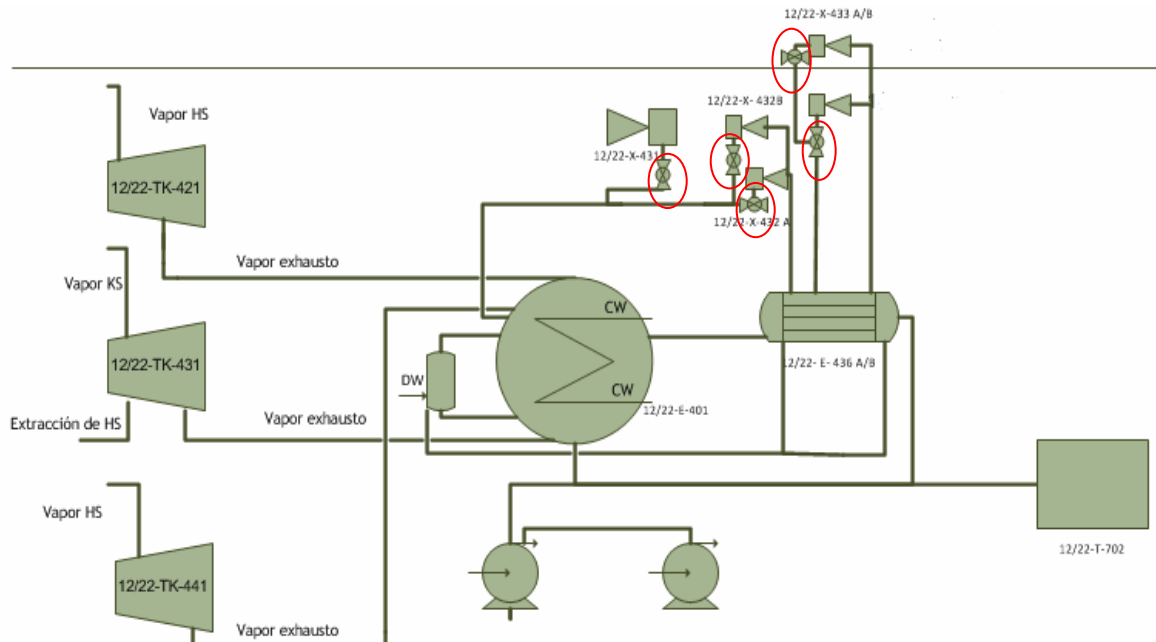 12/22-X-433 A/B
Vapor HS
12/22-X- 432B
12/22-X-431
12/22-TK-421
12/22-X-432 A
Vapor exhausto
Vapor KS
CW
12/22-TK-431
12/22- E- 436 A/B
DW
CW
12/22-E-401
Extracción de HS
Vapor exhausto
Vapor HS
12/22-T-702
12/22-TK-441
Vapor exhausto